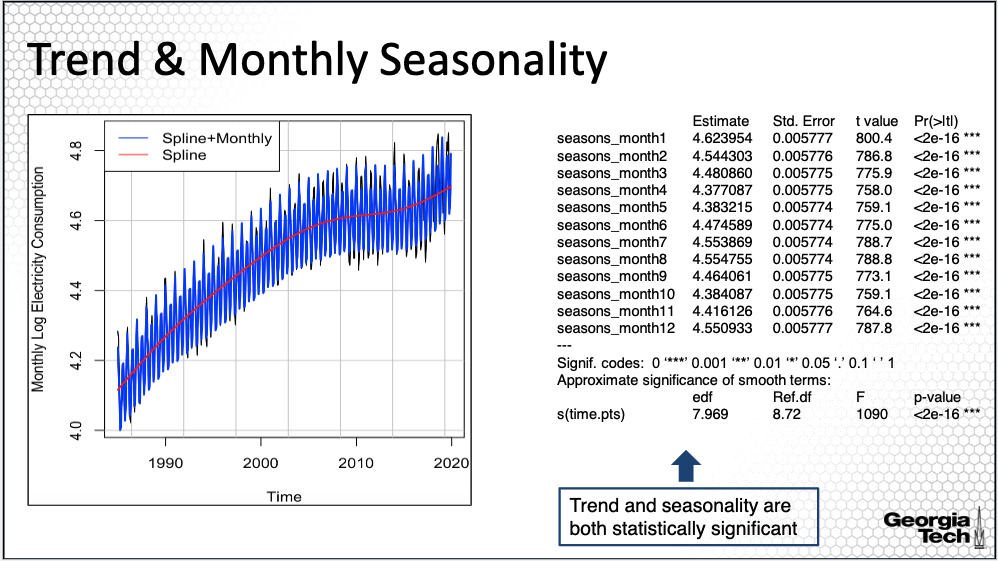 Trend & Monthly Seasonality
Spline+Monthly
Spline
Monthly Log Electricity Consumption
4.8
4.6
4.4
4.2
4.0
1990 2000 2010 2020
Time
Estimate Std. Error t value Pr(>ltl)
seasons_month1 4.623954 0.005777 800.4 <2e-16 ***
seasons_month2 4.544303 0.005776 786.8 <2e-16 ***
seasons_month3 4.480860 0.005775 775.9 <2e-16 ***
seasons_month4 4.377087 0.005775 758.0 <2e-16 ***
seasons_month5 4.383215 0.005774 759.1 <2e-16 ***
seasons_month6 4.474589 0.005774 775.0 <2e-16 ***
seasons_month7 4.553869 0.005774 788.7 <2e-16 ***
seasons_month8 4.554755 0.005774 788.8 <2e-16 ***
seasons_month9 4.464061 0.005775 773.1 <2e-16 ***
seasons_month10 4.384087 0.005775 759.1 <2e-16 ***
seasons_month11 4.416126 0.005776 764.6 <2e-16 ***
seasons_month12 4.550933 0.005777 787.8 <2e-16 ***
---
Signif. codes: 0 ‘***’ 0.001 ‘**’ 0.01 ‘*’ 0.05 ‘.’ 0.1 ‘ ’ 1
Approximate significance of smooth terms:
edf Ref.df F p-value
s(time.pts) 7.969 8.72 1090 <2e-16 ***
Trend and seasonality are
both statistically significant
Georgia
Tech